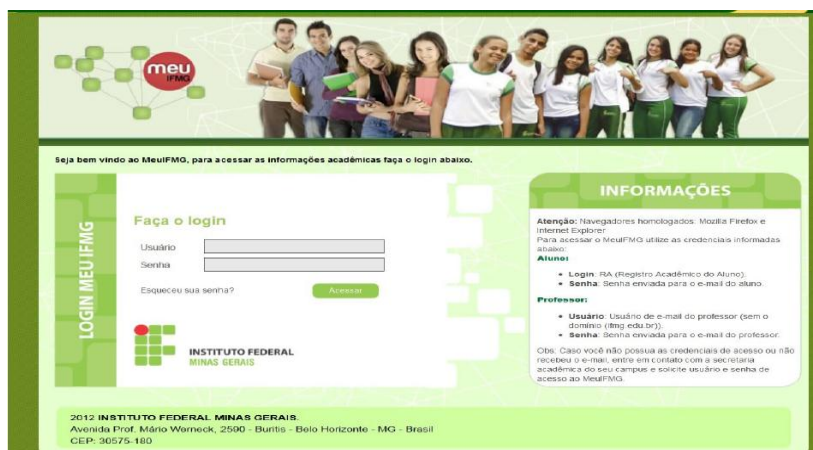 meu
IFMG
Seja bem vindo ao MeuIFMG, para acessar as informações acadêmicas faça o login abaixo.
LOGIN MEU IFMG
Faça o login
Usuário
Senha
Esqueceu sua senha?
Acessar
INSTITUTO FEDERAL
MINAS GERAIS
INFORMAÇÕES
Atenção: Navegadores homologados: Mozilla Firefox e
Internet Explorer
Para acessar o MeuIFMG utilize as credenciais informadas
abaixo:
Aluno:
Login: RA (Registro Acadêmico do Aluno).
Senha: Senha enviada para o e-mail do aluno.
Professor:
Usuário: Usuário de e-mail do professor (sem o
domínio (ifmg.edu.br)).
Senha: Senha enviada para o e-mail do professor.
Obs: Caso você não possua as credenciais de acesso ou não
recebeu o e-mail, entre em contato com a secretaria
acadêmica do seu campus e solicite usuário e senha de
acesso ao MeuIFMG.
2012 INSTITUTO FEDERAL MINAS GERAIS.
Avenida Prof. Mário Werneck, 2590 - Buritis - Belo Horizonte - MG - Brasil
CEP: 30575-180